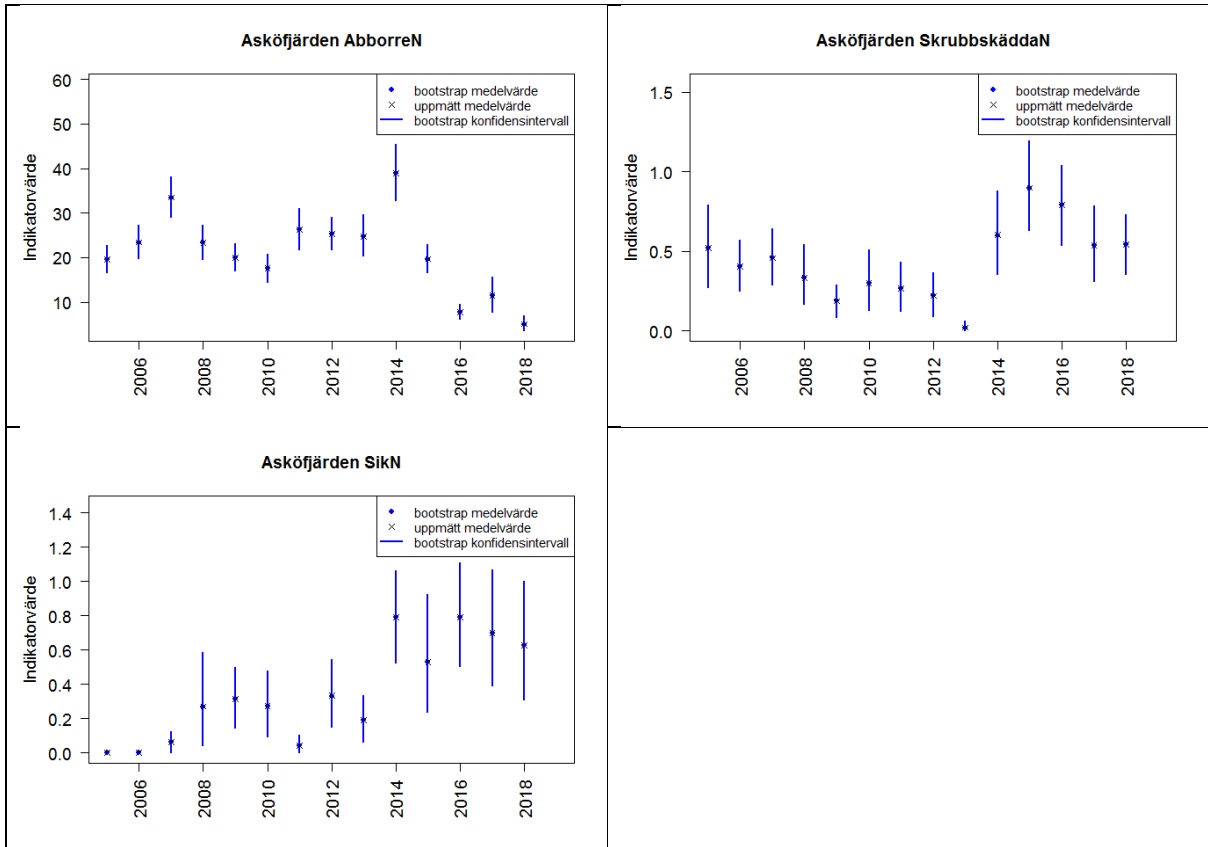 Asköfjärden AbborreN
bootstrap medelvärde
uppmätt medelvärde
bootstrap konfidensintervall
Indikatorvärde
60
50
40
30
20
10
2006 2008 2010 2012 2014 2016 2018
Asköfjärden SkrubbskäddaN
bootstrap medelvärde
uppmätt medelvärde
bootstrap konfidensintervall
Indikatorvärde
1.5
1.0
0.5
0.0
2006 2008 2010 2012 2014 2016 2018
Asköfjärden SikN
bootstrap medelvärde
uppmätt medelvärde
bootstrap konfidensintervall
Indikatorvärde
1.4
1.2
1.0
0.8
0.6
0.4
0.2
0.0
2006 2008 2010 2012 2014 2016 2018